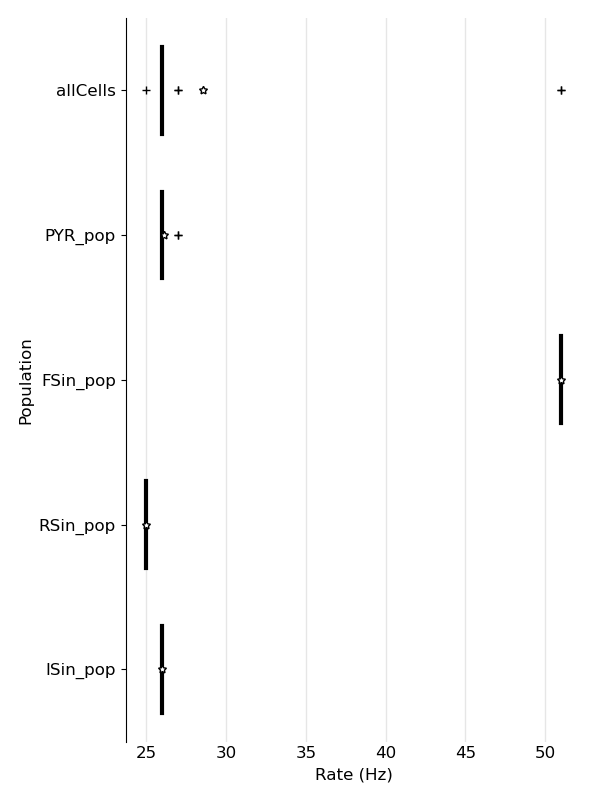 allCells
PYR_pop
FSin_pop
RSin_pop
ISin_pop
Population
25 30 35 40 45 50
Rate (Hz)